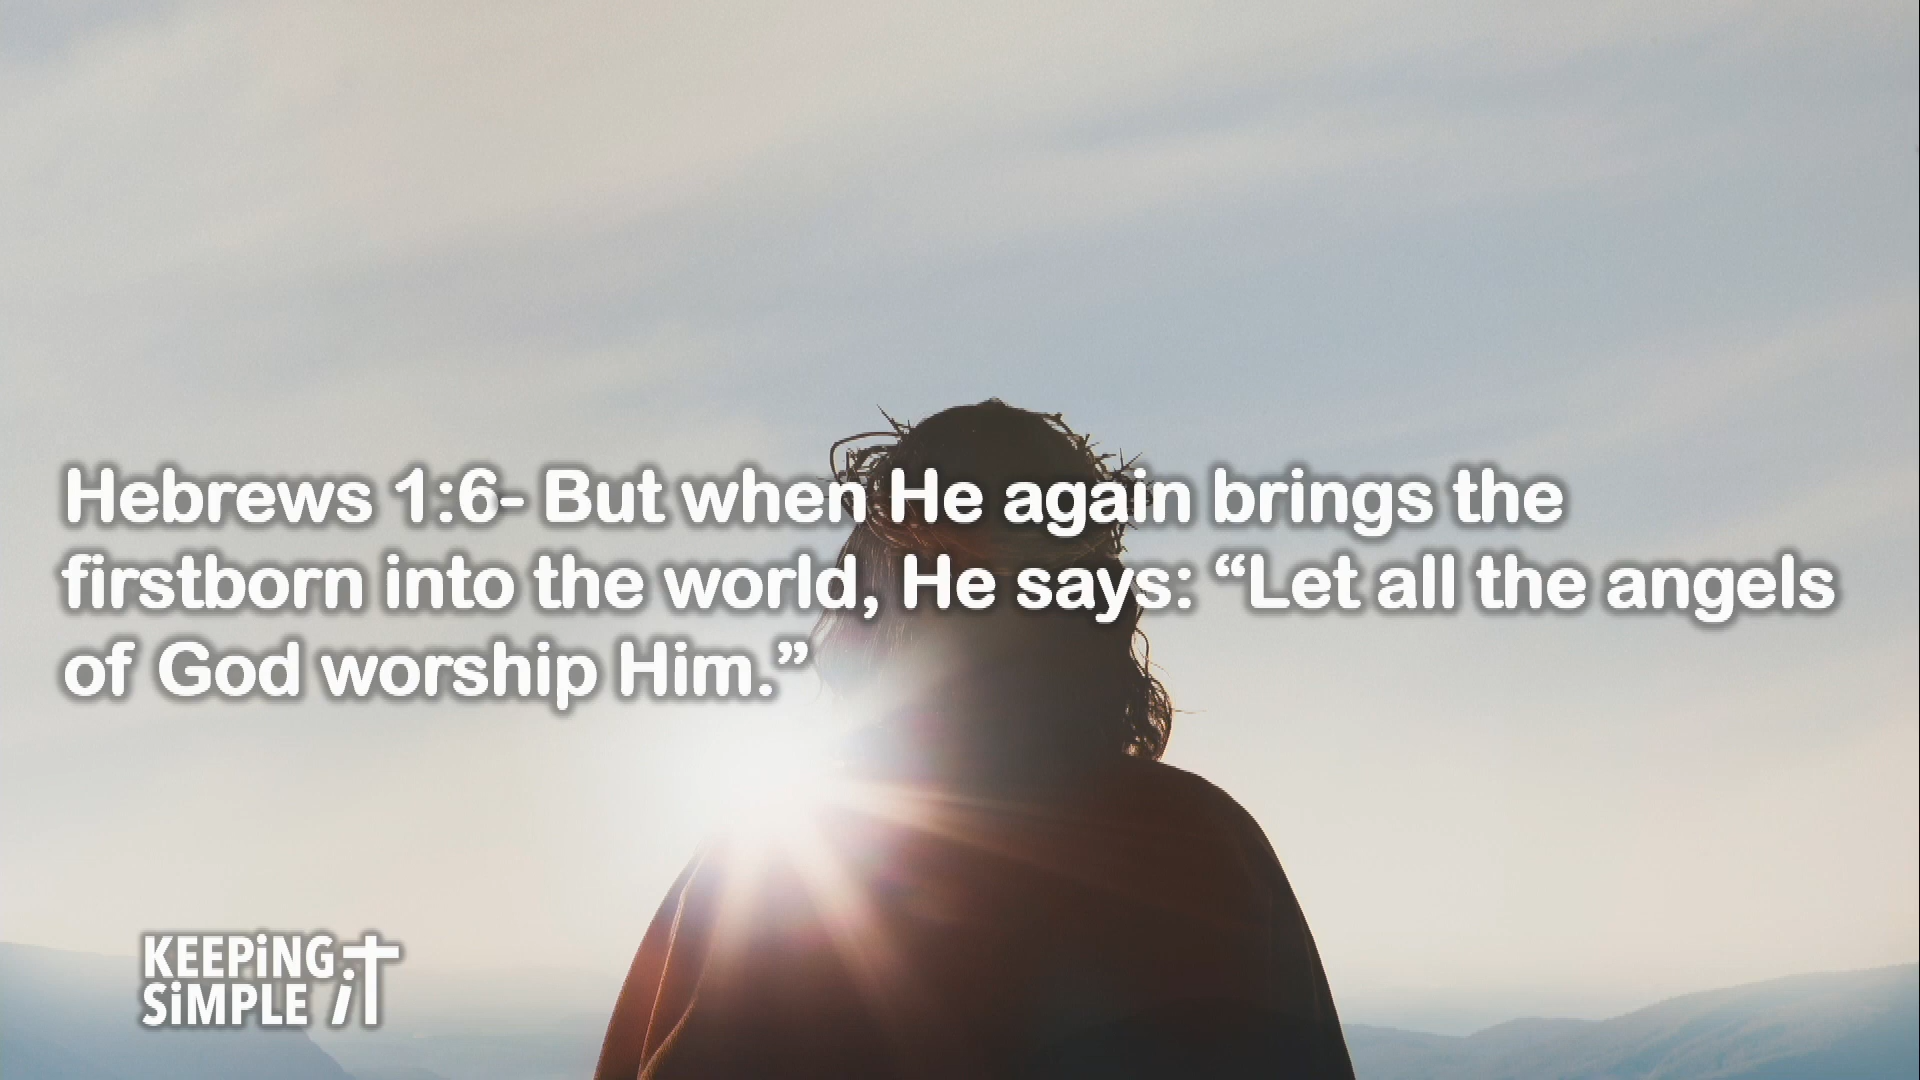 Hebrews 1:6- But when He again brings the
firstborn into the world, He says: “Let all the angels
of God worship Him.”
KEEPiNG
SiMPLE iT